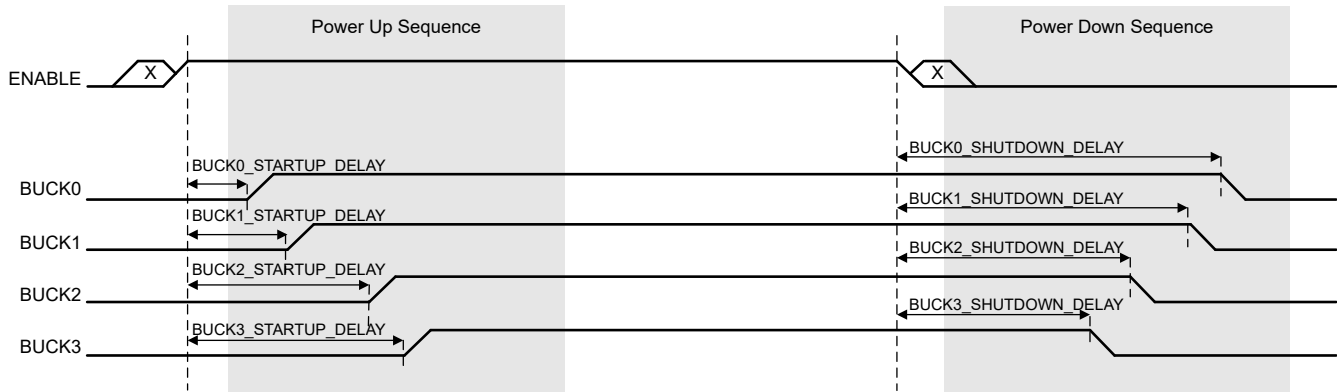 Power Up Sequence
Power Down Sequence
ENABLE
X
X
BUCK0_STARTUP_DELAY
BUCK0_SHUTDOWN_DELAY
BUCK0
BUCK1_STARTUP_DELAY
BUCK1_SHUTDOWN_DELAY
BUCK1
BUCK2_STARTUP_DELAY
BUCK2_SHUTDOWN_DELAY
BUCK2
BUCK3_STARTUP_DELAY
BUCK3_SHUTDOWN_DELAY
BUCK3